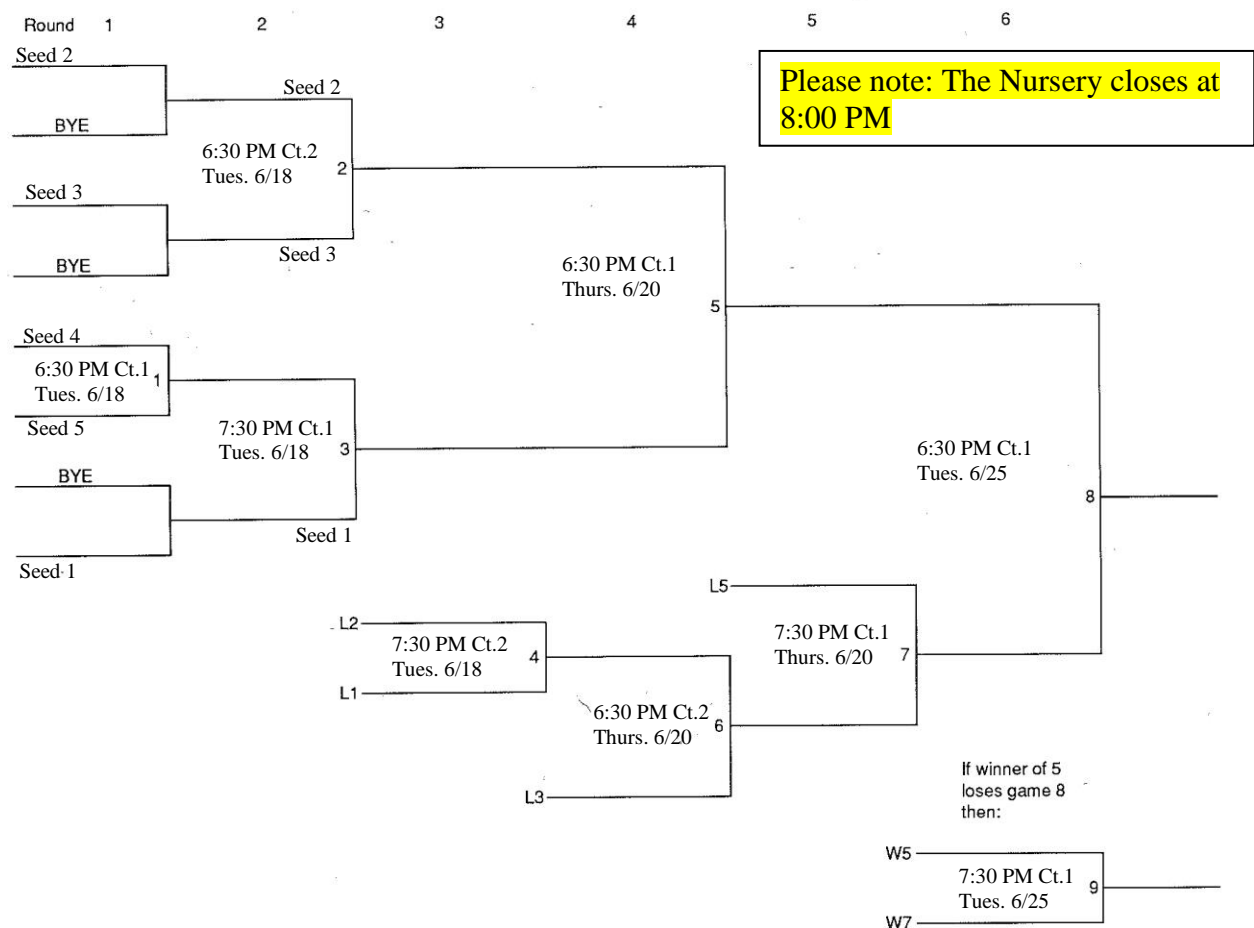 Round 1 2 3 4 5 6
Seed 2
Please note: The Nursery closes at
8:00 PM
Seed 2
BYE
6:30 PM Ct.2
Tues. 6/18
2
Seed 3
Seed 3
BYE
6:30 PM Ct.1
Thurs. 6/20
5
Seed 4
6:30 PM Ct.1
Tues. 6/18
1
Seed 5
7:30 PM Ct.1
Tues. 6/18
3
BYE
Seed 1
Seed 1
6:30 PM Ct.1
Tues. 6/25
8
L5
L2
7:30 PM Ct.2
Tues. 6/18
4
L1
7:30 PM Ct.1
Thurs. 6/20
7
6:30 PM Ct.2
Thurs. 6/20
6
L3
If winner of 5
loses game 8
then:
W5
7:30 PM Ct.1
Tues. 6/25
9
W7